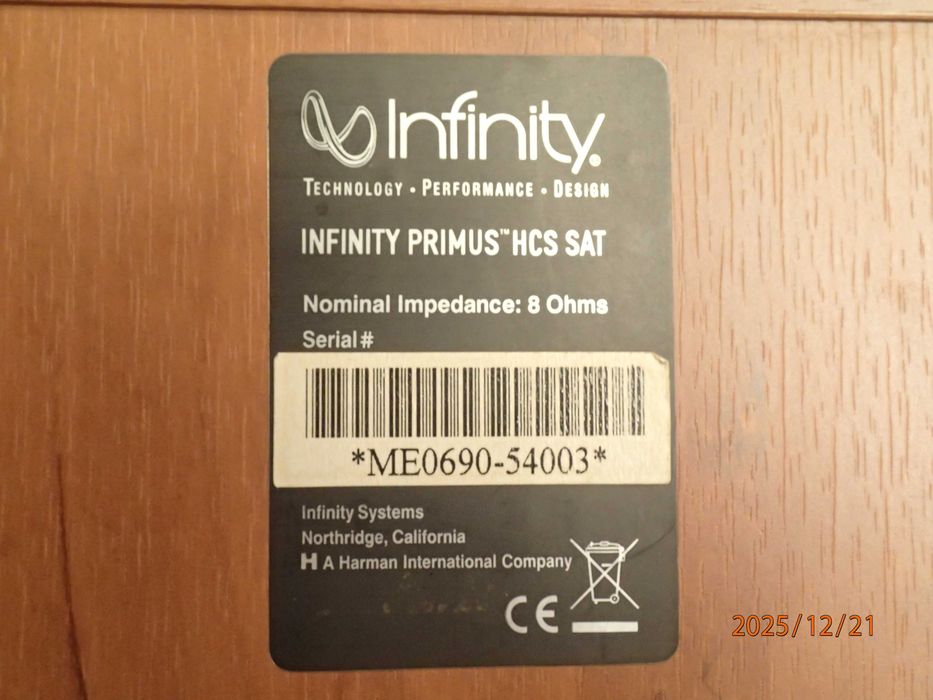 Infinity.
TECHNOLOGY • PERFORMANCE • DESIGN
INFINITY PRIMUS™ HCS SAT
Nominal Impedance: 8 Ohms
Serial #
*ME0690-54003*
Infinity Systems
Northridge, California
H A Harman International Company
CE
2025/12/21